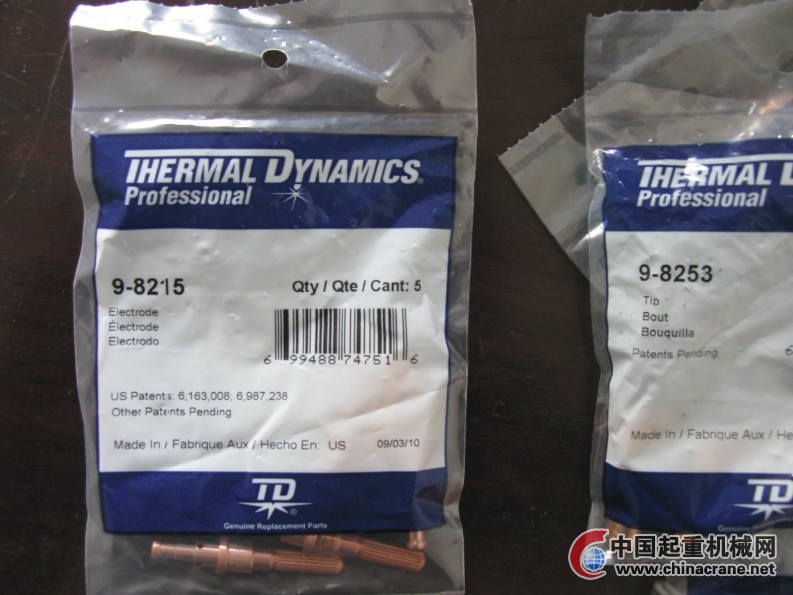 THERMAL DYNAMICS®
Professional
9-8215 Qty / Qte / Cant: 5
Electrode
Électrode
Electrodo
6 99488 74751 6
US Patents: 6,163,008; 6,987,238
Other Patents Pending
Made In / Fabrique Aux / Hecho En: US 09/03/10
TD®
Genuine Replacement Parts
THERMAL D
Professional
9-8253
Tip
Bout
Bouquilla
Patents Pending
Made In / Fabrique Aux / He
TD
Genuine
中国起重机械网
www.chinacrane.net